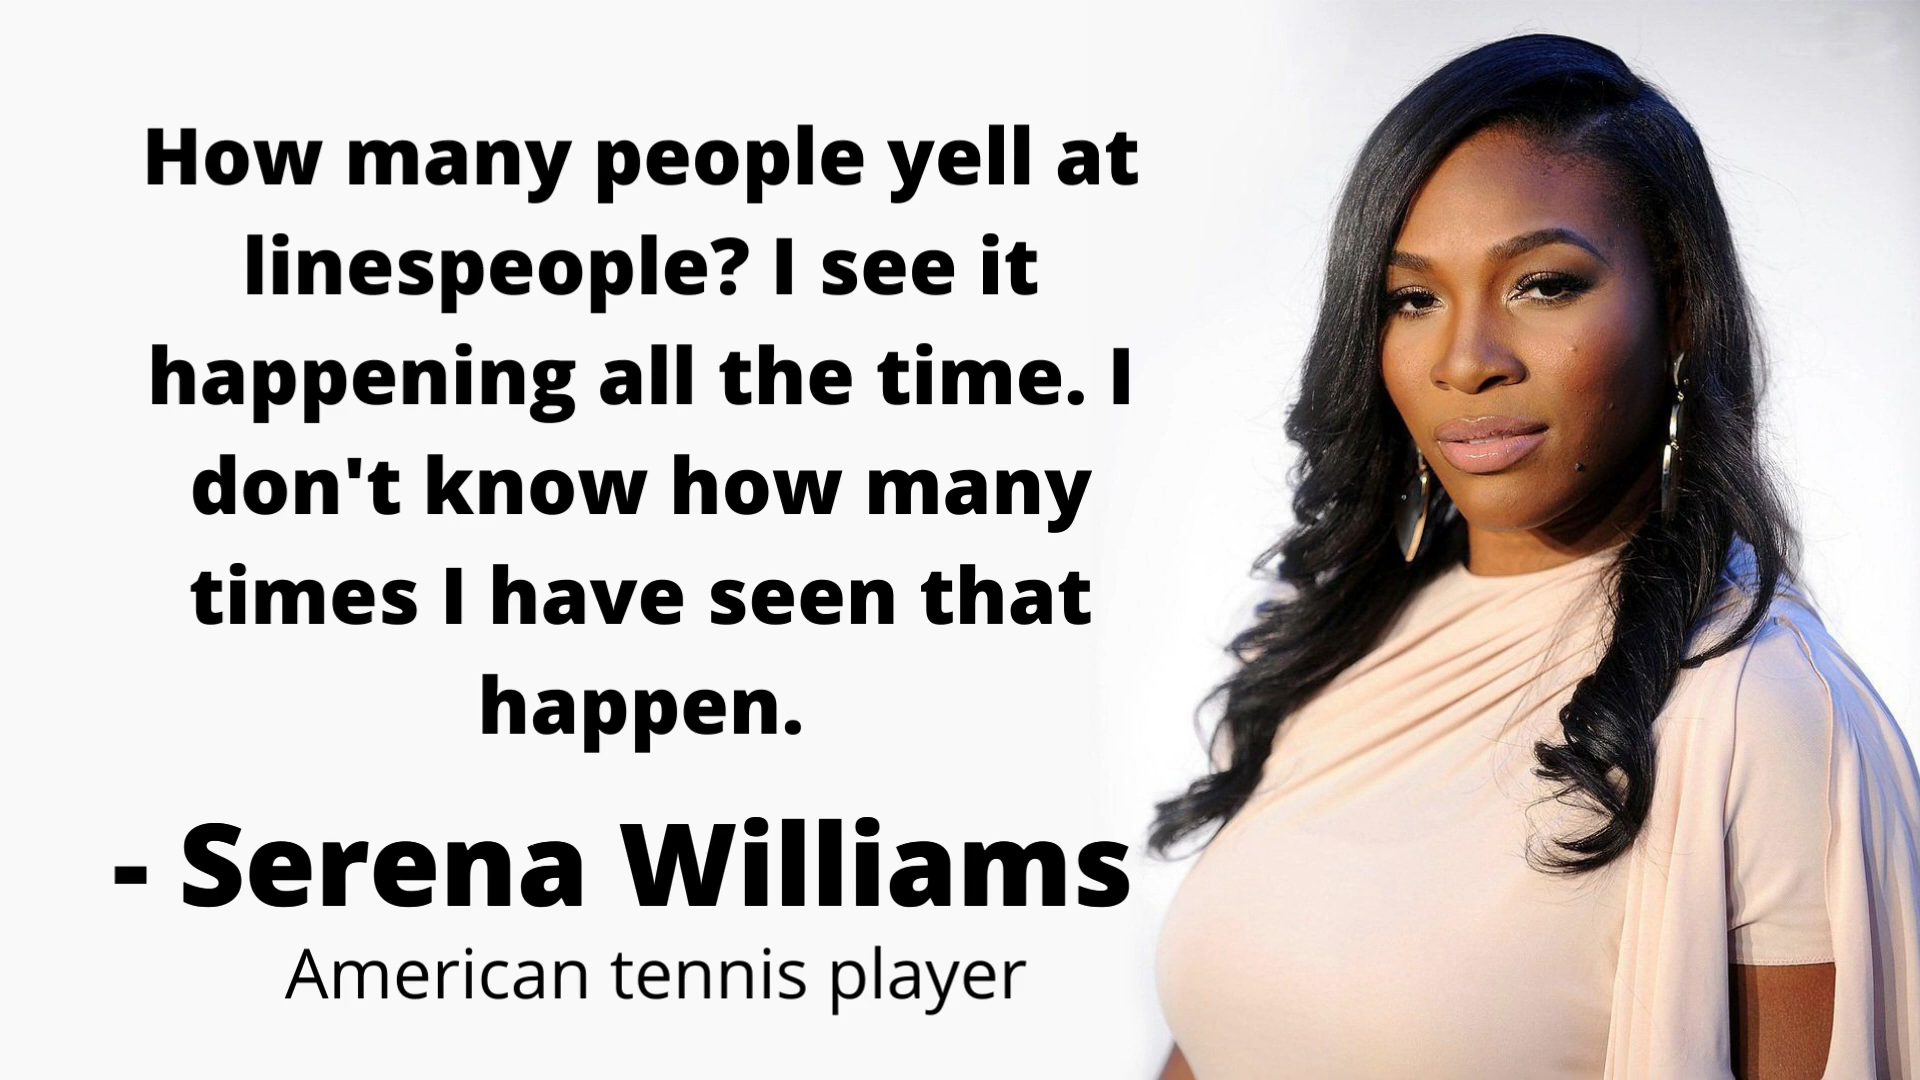 How many people yell at
linespeople? I see it
happening all the time. I
don't know how many
times I have seen that
happen.
- Serena Williams
American tennis player